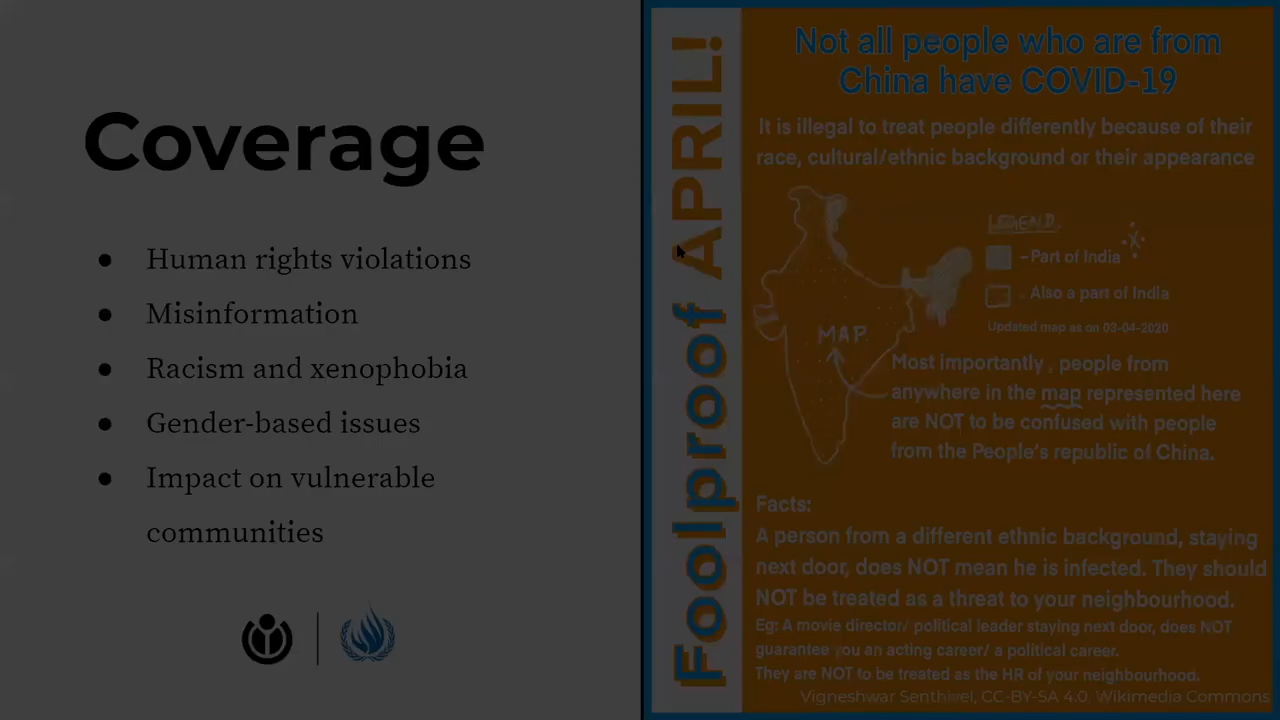 Coverage
● Human rights violations
● Misinformation
● Racism and xenophobia
● Gender-based issues
● Impact on vulnerable
communities
Foolproof APRIL!
Not all people who are from
China have COVID-19
It is illegal to treat people differently because of their
race, cultural/ethnic background or their appearance
LEGEND
- Part of India
- Also a part of India
Updated map as on 03-04-2020
MAP
Most importantly , people from
anywhere in the map represented here
are NOT to be confused with people
from the People's republic of China.
Facts:
A person from a different ethnic background, staying
next door, does NOT mean he is infected. They should
NOT be treated as a threat to your neighbourhood.
Eg: A movie director/ political leader staying next door, does NOT
guarantee you an acting career/ a political career.
They are NOT to be treated as the HR of your neighbourhood.
Vigneshwar Senthivel, CC-BY-SA 4.0, Wikimedia Commons